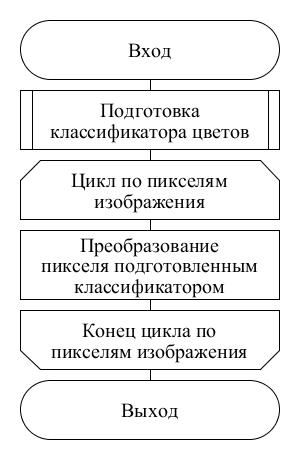 Вход
Подготовка
классификатора цветов
Цикл по пикселям
изображения
Преобразование
пикселя подготовленным
классификатором
Конец цикла по
пикселям изображения
Выход